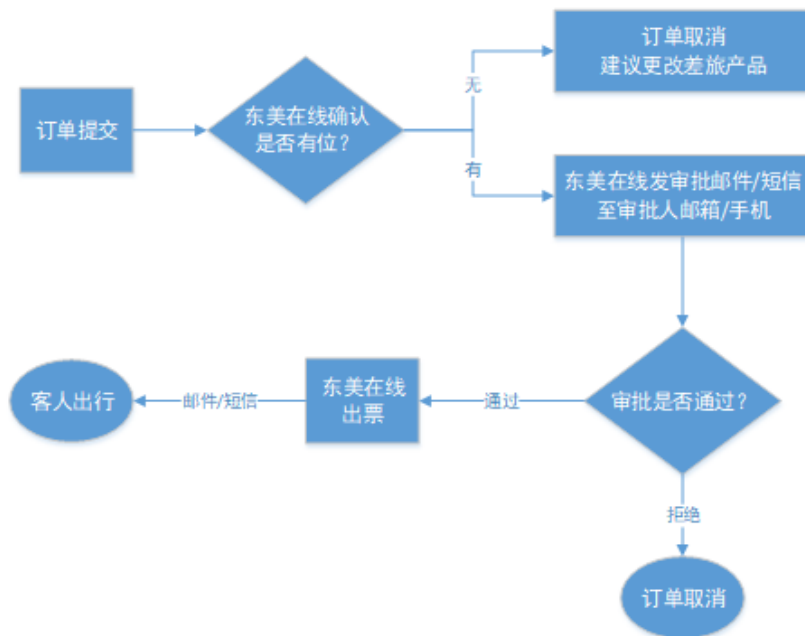 订单提交
东美在线确认
是否有位？
无
订单取消
建议更改差旅产品
有
东美在线发审批邮件/短信
至审批人邮箱/手机
审批是否通过？
通过
东美在线
出票
邮件/短信
客人出行
拒绝
订单取消